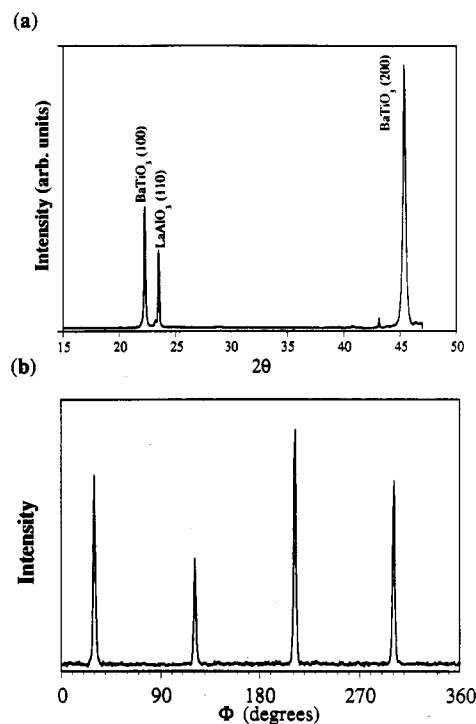 (a)
Intensity (arb. units)
BaTiO₃ (100)
LaAlO₃ (110)
BaTiO₃ (200)
15 20 25 30 35 40 45 50
2θ
(b)
Intensity
0 90 180 270 360
Φ (degrees)